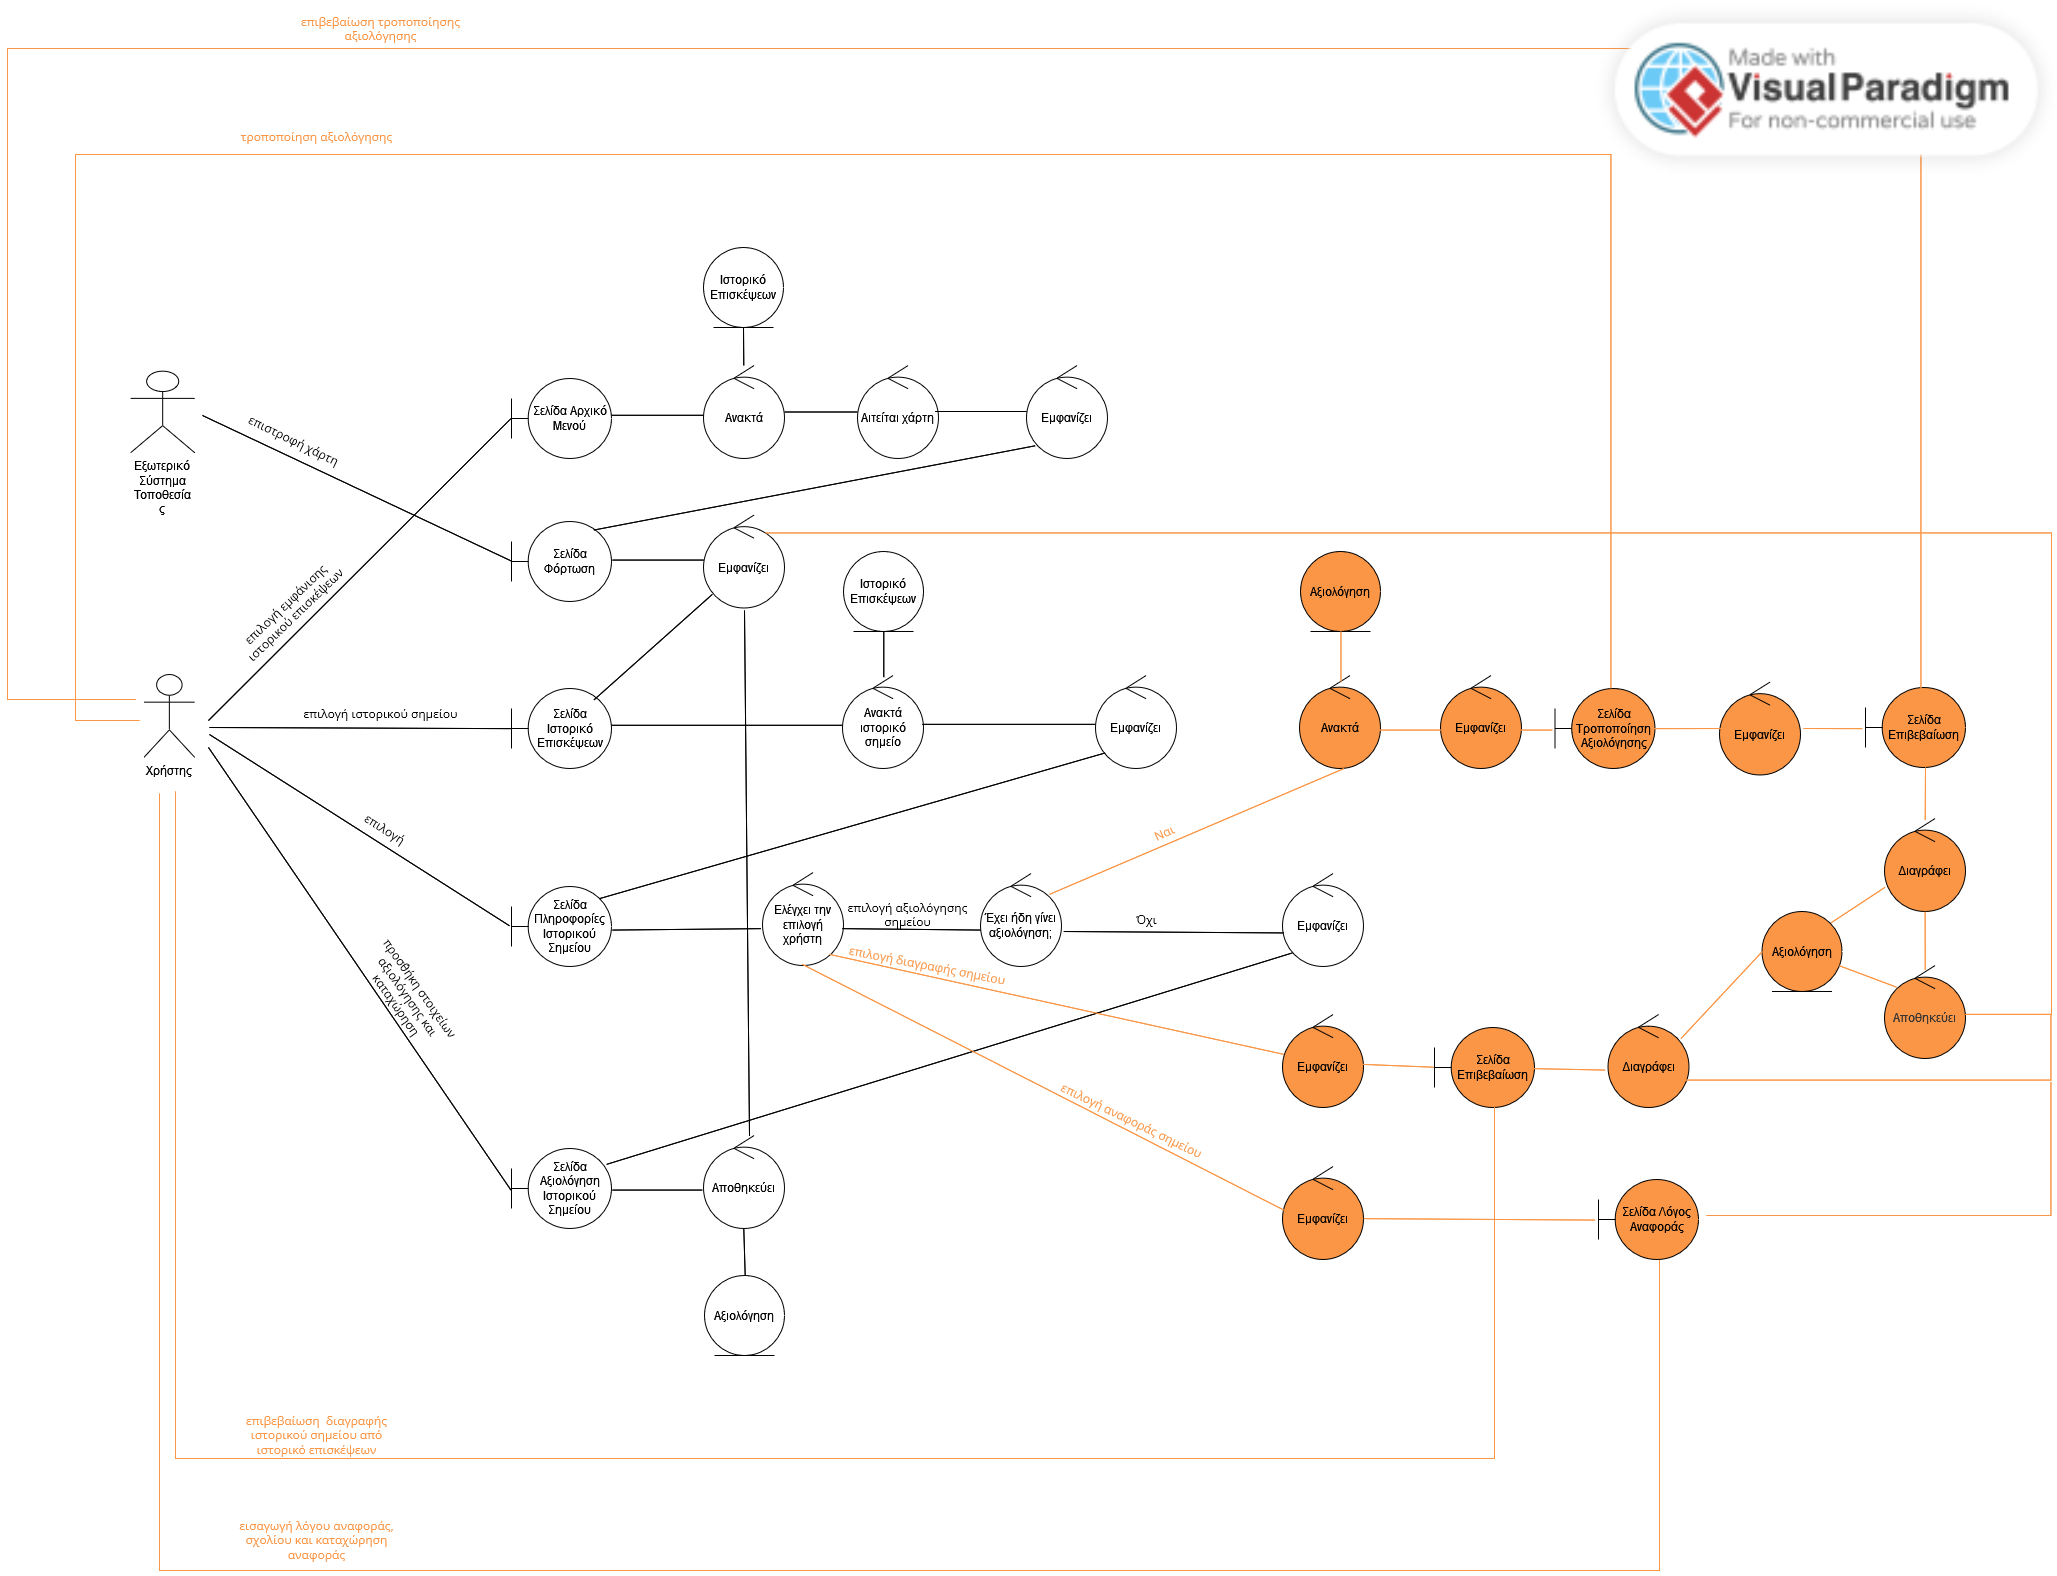 επιβεβαίωση τροποποίησης
αξιολόγησης
Made with
Visual Paradigm
For non-commercial use
τροποποίηση αξιολόγησης
Ιστορικό
Επισκέψεων
Εξωτερικό
Σύστημα
Τοποθεσία
ς
επιστροφή χάρτη
Σελίδα Αρχικό
Μενού
Ανακτά
Αιτείται χάρτη
Εμφανίζει
Σελίδα
Φόρτωση
Εμφανίζει
Ιστορικό
Επισκέψεων
Αξιολόγηση
επιλογή εμφάνισης
ιστορικού επισκέψεων
Χρήστης
επιλογή ιστορικού σημείου
Σελίδα
Ιστορικό
Επισκέψεων
Ανακτά
ιστορικό
σημείο
Εμφανίζει
Ανακτά
Εμφανίζει
Σελίδα
Τροποποίηση
Αξιολόγησης
Εμφανίζει
Σελίδα
Επιβεβαίωση
επιλογή
Ναι
Διαγράφει
Σελίδα
Πληροφορίες
Ιστορικού
Σημείου
Ελέγχει την
επιλογή
χρήστη
επιλογή αξιολόγησης
σημείου
Έχει ήδη γίνει
αξιολόγηση;
Όχι
Εμφανίζει
Αξιολόγηση
επιλογή διαγραφής σημείου
προσθήκη στοιχείων
αξιολόγησης και
καταχώρηση
Αποθηκεύει
Εμφανίζει
Σελίδα
Επιβεβαίωση
Διαγράφει
επιλογή αναφοράς σημείου
Σελίδα
Αξιολόγηση
Ιστορικού
Σημείου
Αποθηκεύει
Εμφανίζει
Σελίδα Λόγος
Αναφοράς
Αξιολόγηση
επιβεβαίωση διαγραφής
ιστορικού σημείου από
ιστορικό επισκέψεων
εισαγωγή λόγου αναφοράς,
σχολίου και καταχώρηση
αναφοράς